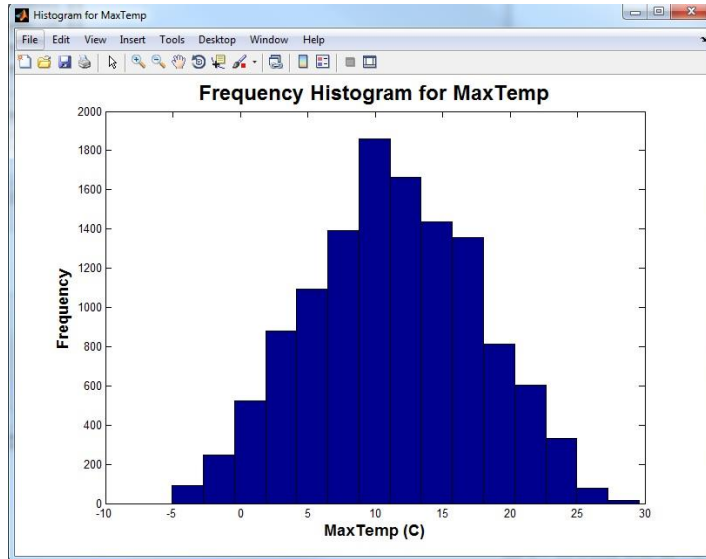 Histogram for MaxTemp
File Edit View Insert Tools Desktop Window Help
Frequency Histogram for MaxTemp
2000
1800
1600
1400
1200
1000
800
600
400
200
0
Frequency
-10 -5 0 5 10 15 20 25 30
MaxTemp (C)